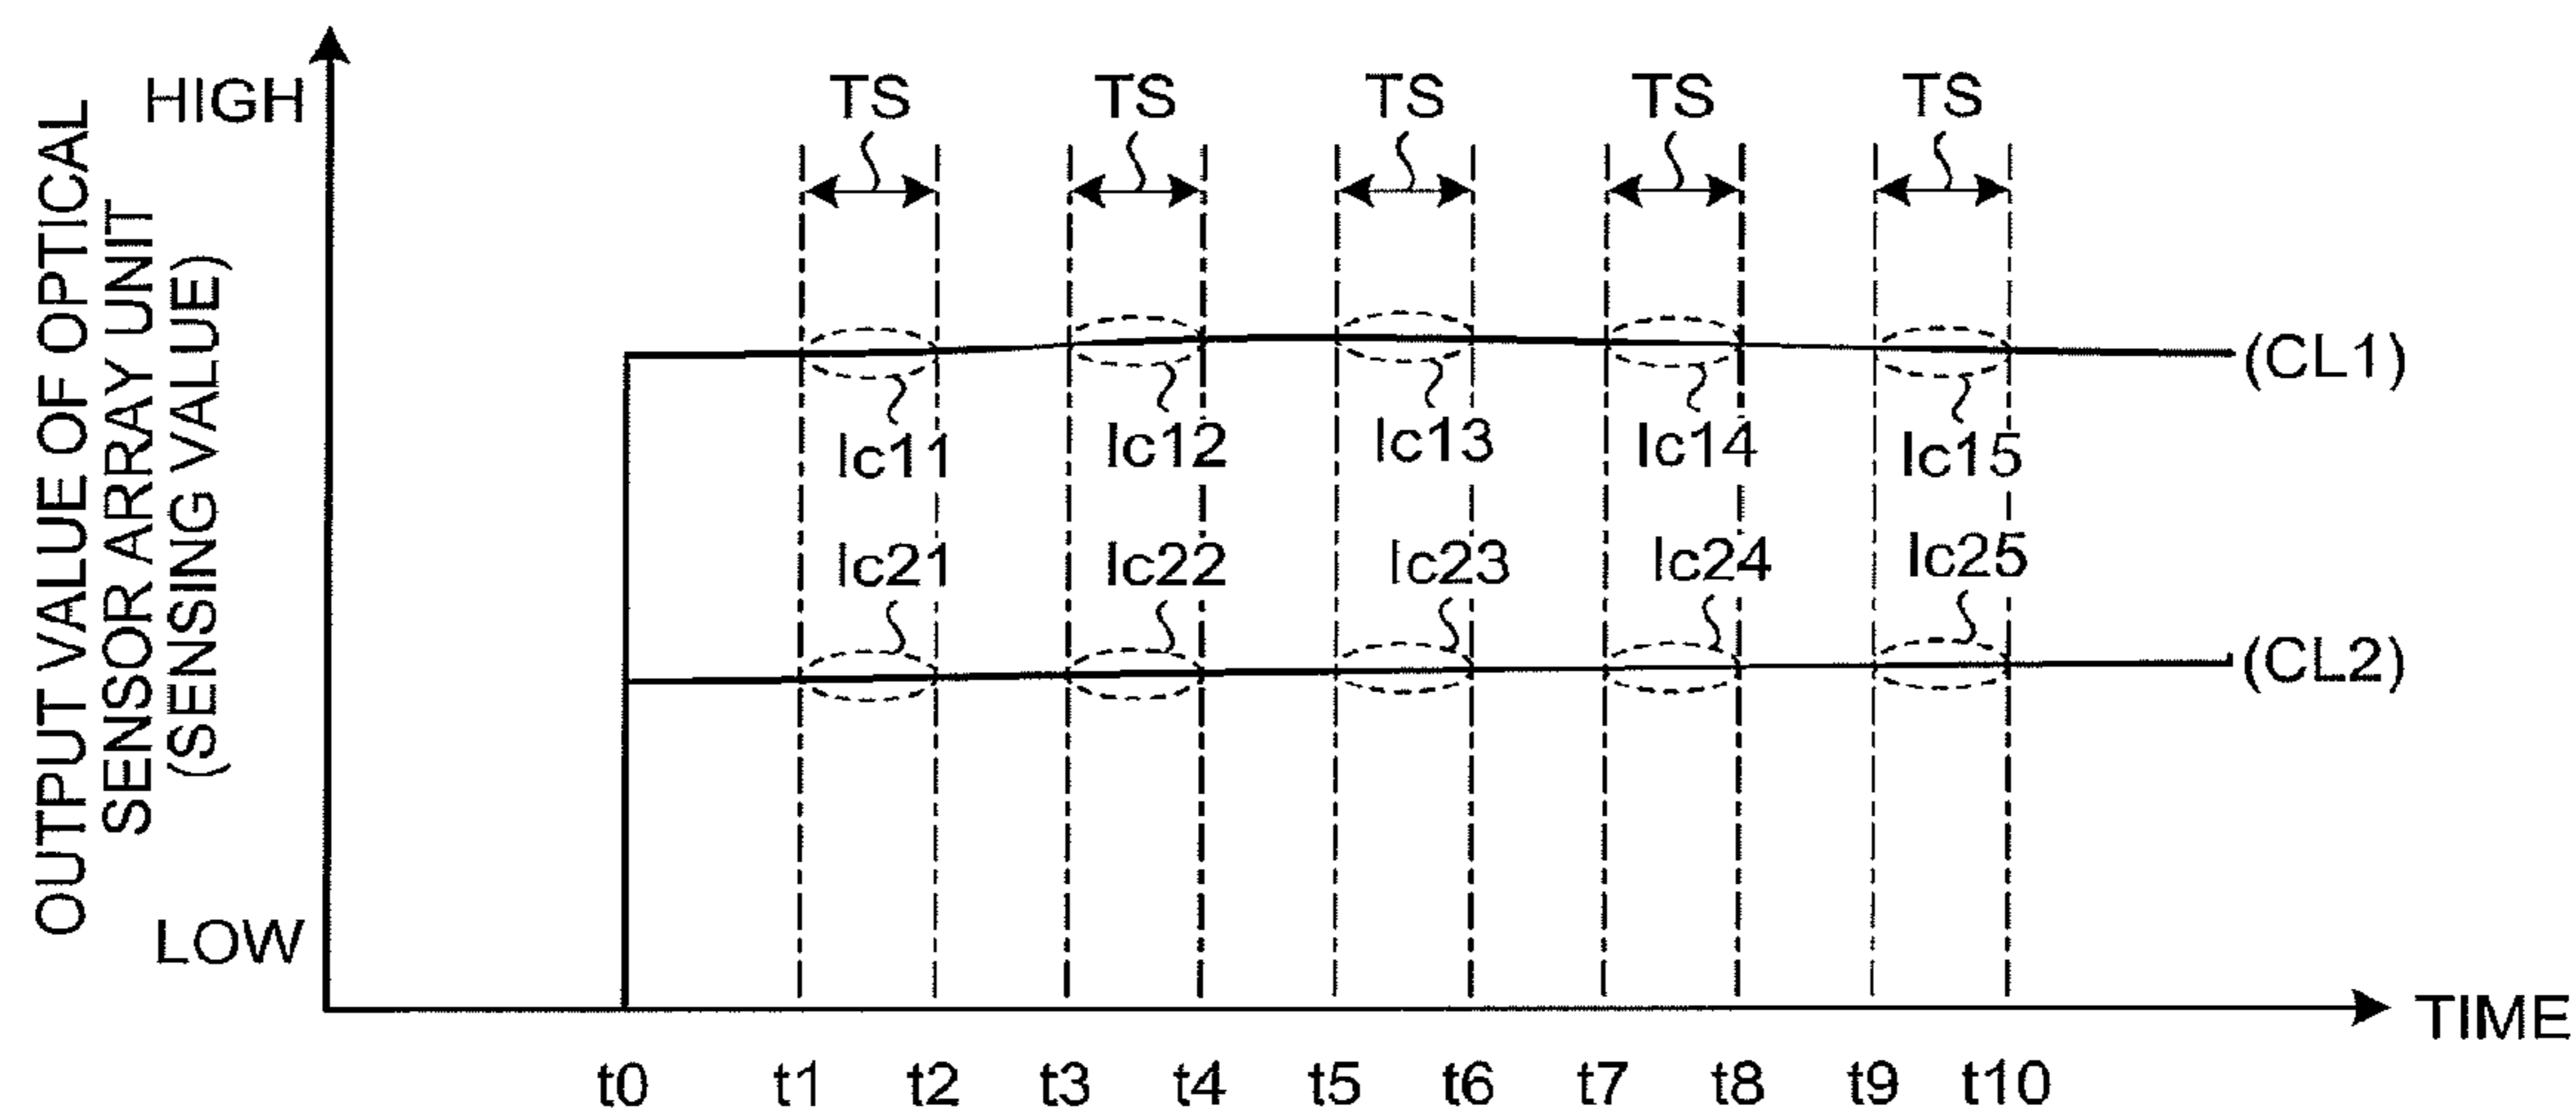 OUTPUT VALUE OF OPTICAL
SENSOR ARRAY UNIT
(SENSING VALUE)
HIGH
LOW
TS TS TS TS TS
(CL1)
Ic11 Ic12 Ic13 Ic14 Ic15
Ic21 Ic22 Ic23 Ic24 Ic25
(CL2)
TIME
t0 t1 t2 t3 t4 t5 t6 t7 t8 t9 t10